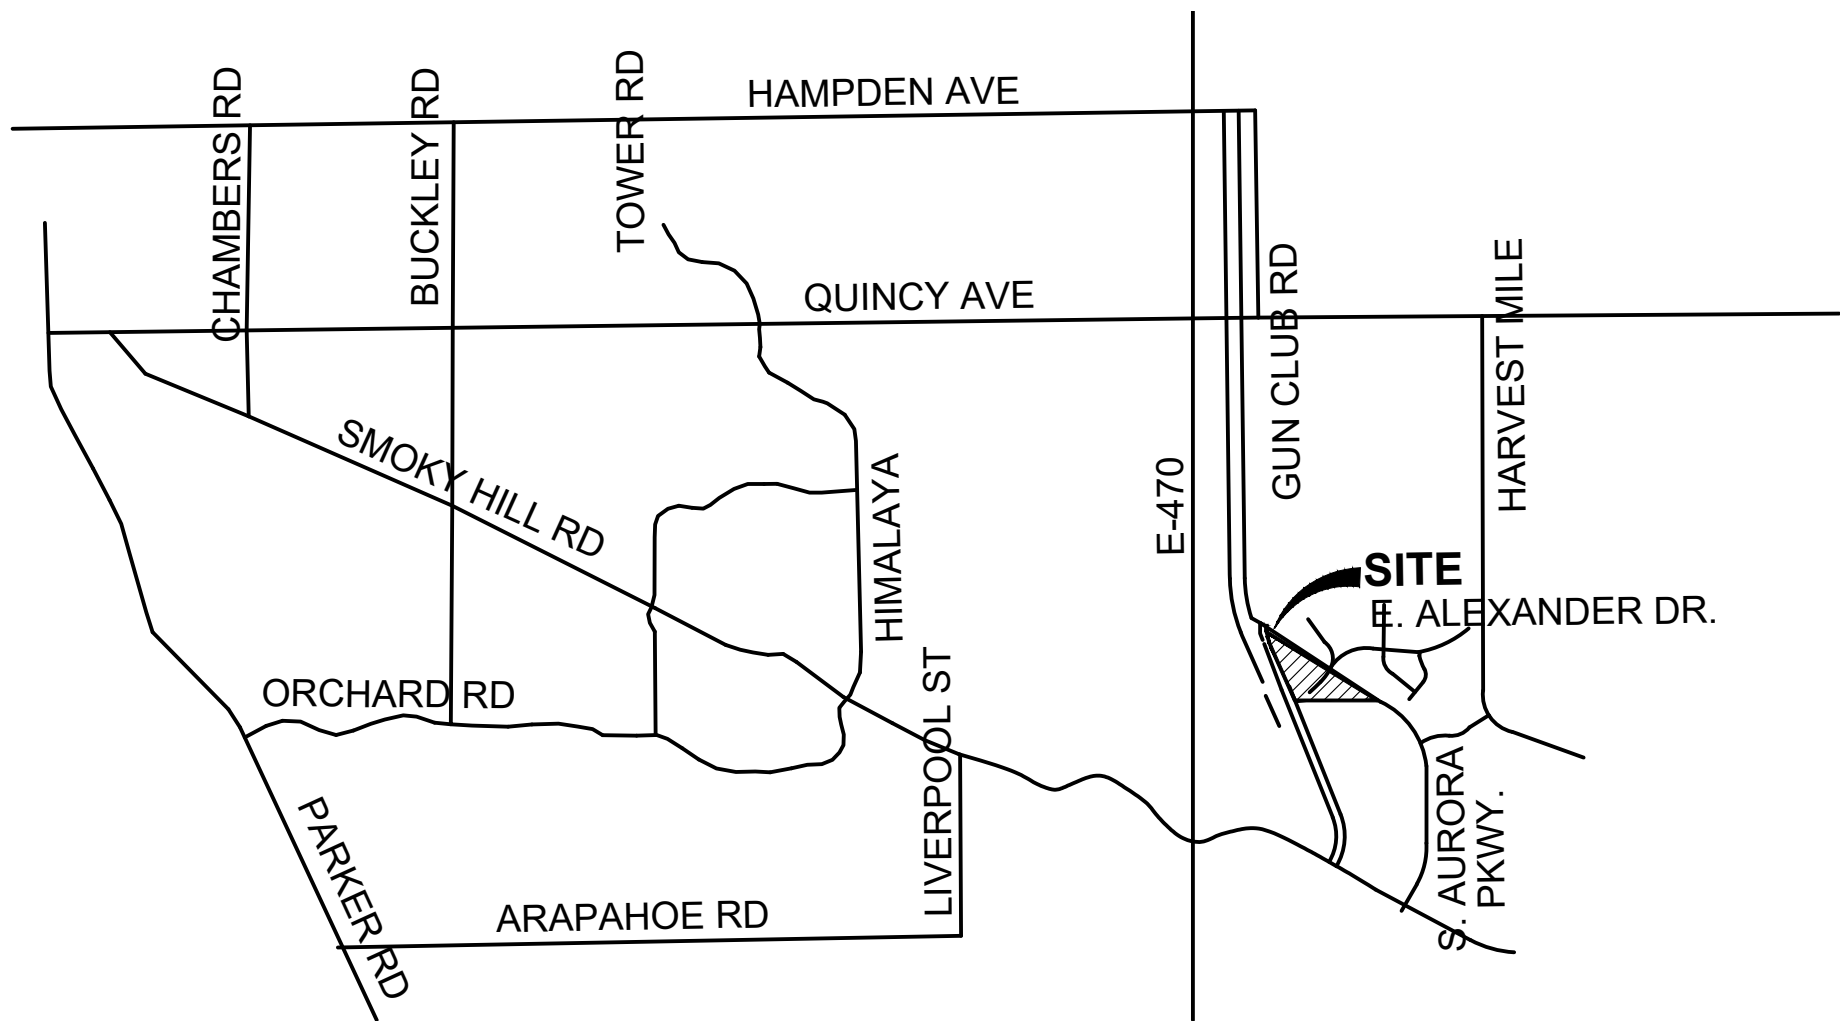 HAMPDEN AVE
CHAMBERS RD
BUCKLEY RD
TOWER RD
QUINCY AVE
GUN CLUB RD
HARVEST MILE
SMOKY HILL RD
HIMALAYA
E-470
SITE
E. ALEXANDER DR.
ORCHARD RD
LIVERPOOL ST
S. AURORA
PKWY.
PARKER RD
ARAPAHOE RD